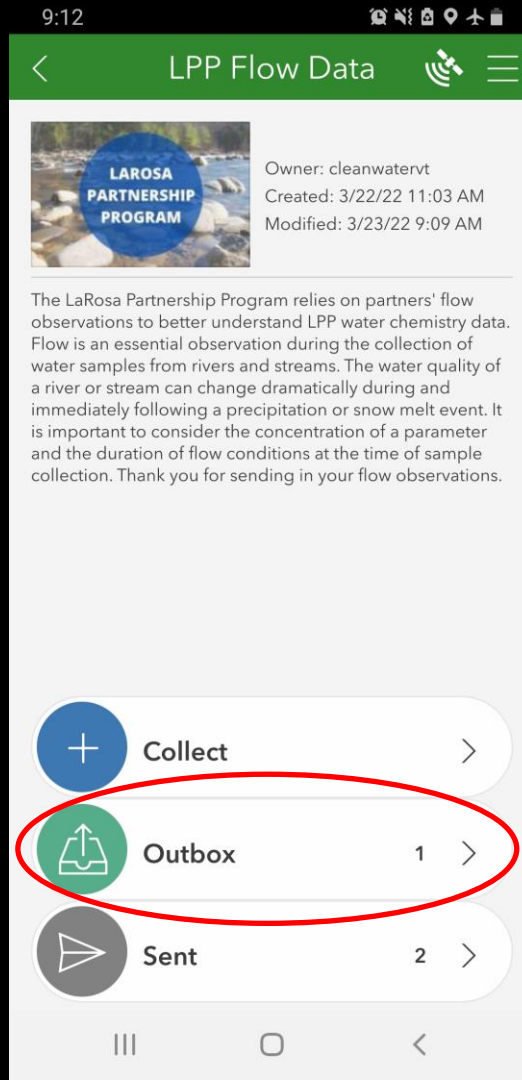 9:12
LPP Flow Data
LAROSA
PARTNERSHIP
PROGRAM
Owner: cleanwatervt
Created: 3/22/22 11:03 AM
Modified: 3/23/22 9:09 AM
The LaRosa Partnership Program relies on partners' flow
observations to better understand LPP water chemistry data.
Flow is an essential observation during the collection of
water samples from rivers and streams. The water quality of
a river or stream can change dramatically during and
immediately following a precipitation or snow melt event. It
is important to consider the concentration of a parameter
and the duration of flow conditions at the time of sample
collection. Thank you for sending in your flow observations.
Collect
Outbox 1
Sent 2